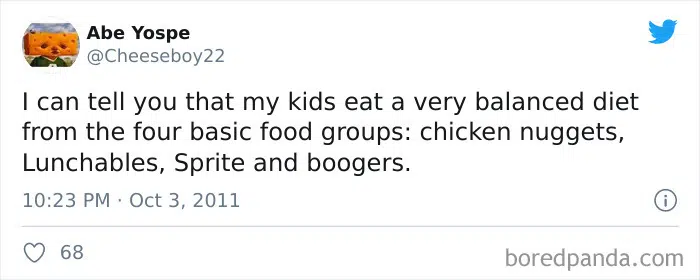 Abe Yospe
@Cheeseboy22
I can tell you that my kids eat a very balanced diet
from the four basic food groups: chicken nuggets,
Lunchables, Sprite and boogers.
10:23 PM · Oct 3, 2011
68
boredpanda.com